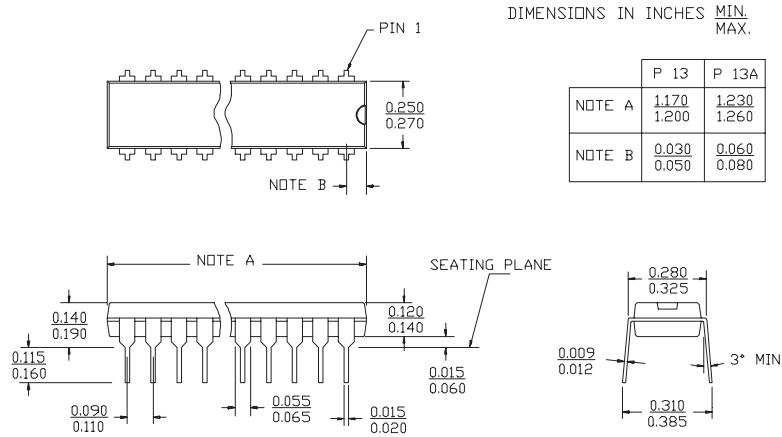 DIMENSIONS IN INCHES MIN.
MAX.
PIN 1
P 13 P 13A
0.250
0.270
NOTE A 1.170 1.230
1.200 1.260
NOTE B 0.030 0.060
0.050 0.080
NOTE B
NOTE A
SEATING PLANE
0.280
0.325
0.140
0.190
0.120
0.140
0.115
0.160
0.015
0.060
0.009
0.012
3° MIN
0.090
0.110
0.055
0.065
0.015
0.020
0.310
0.385